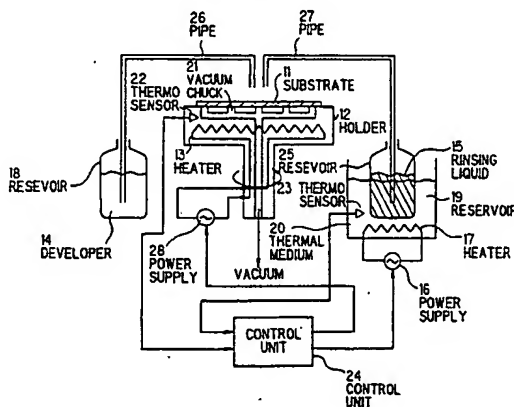 26
PIPE
27
PIPE
22
THERMO
SENSOR
21
VACUUM
CHUCK
11
SUBSTRATE
12
HOLDER
18
RESEVOIR
13
HEATER
25
RESEVOIR
15
RINSING
LIQUID
23
THERMO
SENSOR
19
RESERVOIR
14 DEVELOPER
28
POWER
SUPPLY
VACUUM
20
THERMAL
MEDIUM
17
HEATER
16
POWER
SUPPLY
CONTROL
UNIT
24
CONTROL
UNIT